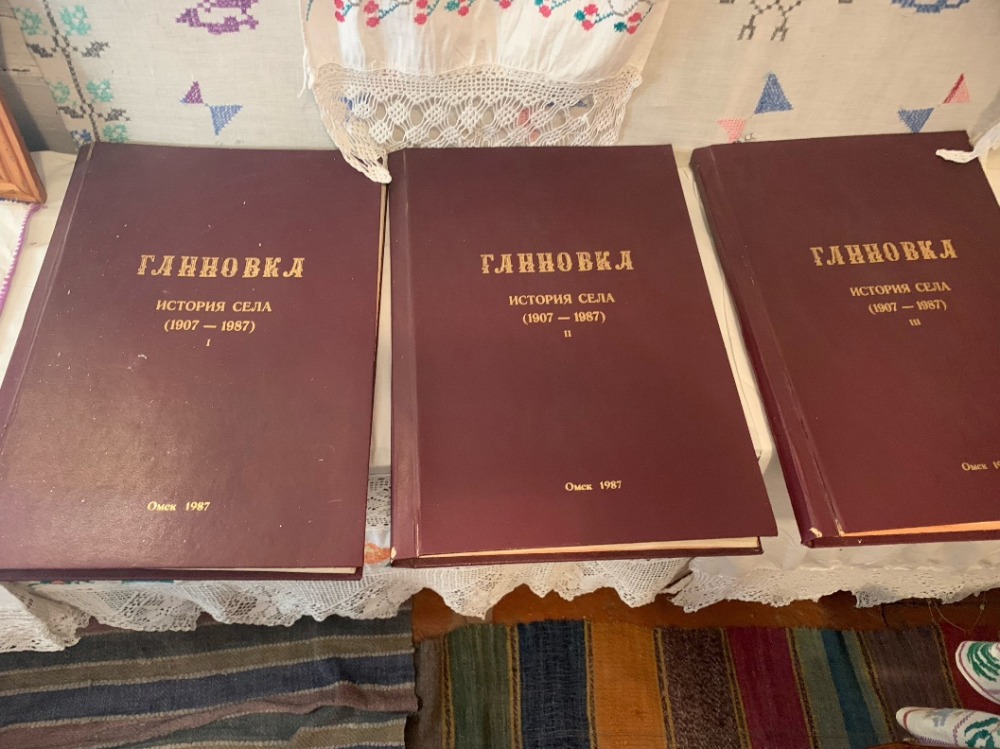 ГАННОВКА
ИСТОРИЯ СЕЛА
(1907 — 1987)
I
Омск 1987
ГАННОВКА
ИСТОРИЯ СЕЛА
(1907 — 1987)
II
Омск 1987
ГАННОВКА
ИСТОРИЯ СЕЛА
(1907 — 1987)
III
Омск